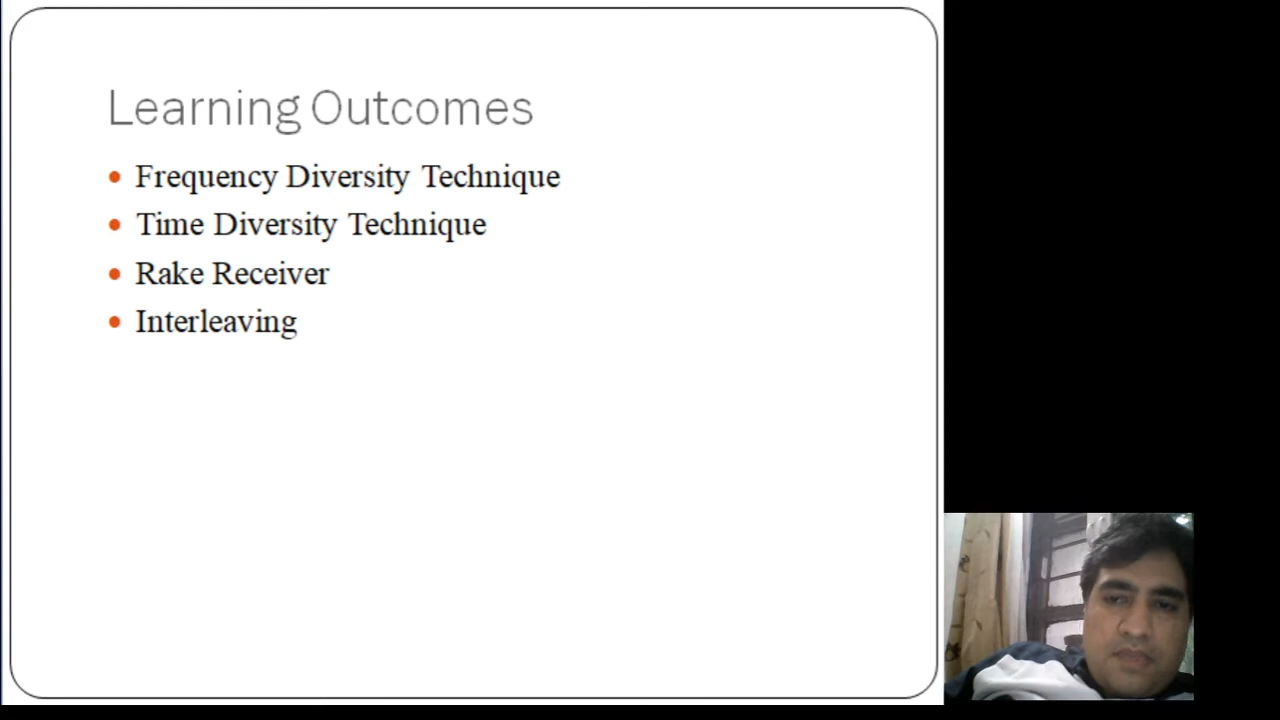 Learning Outcomes
Frequency Diversity Technique
Time Diversity Technique
Rake Receiver
Interleaving